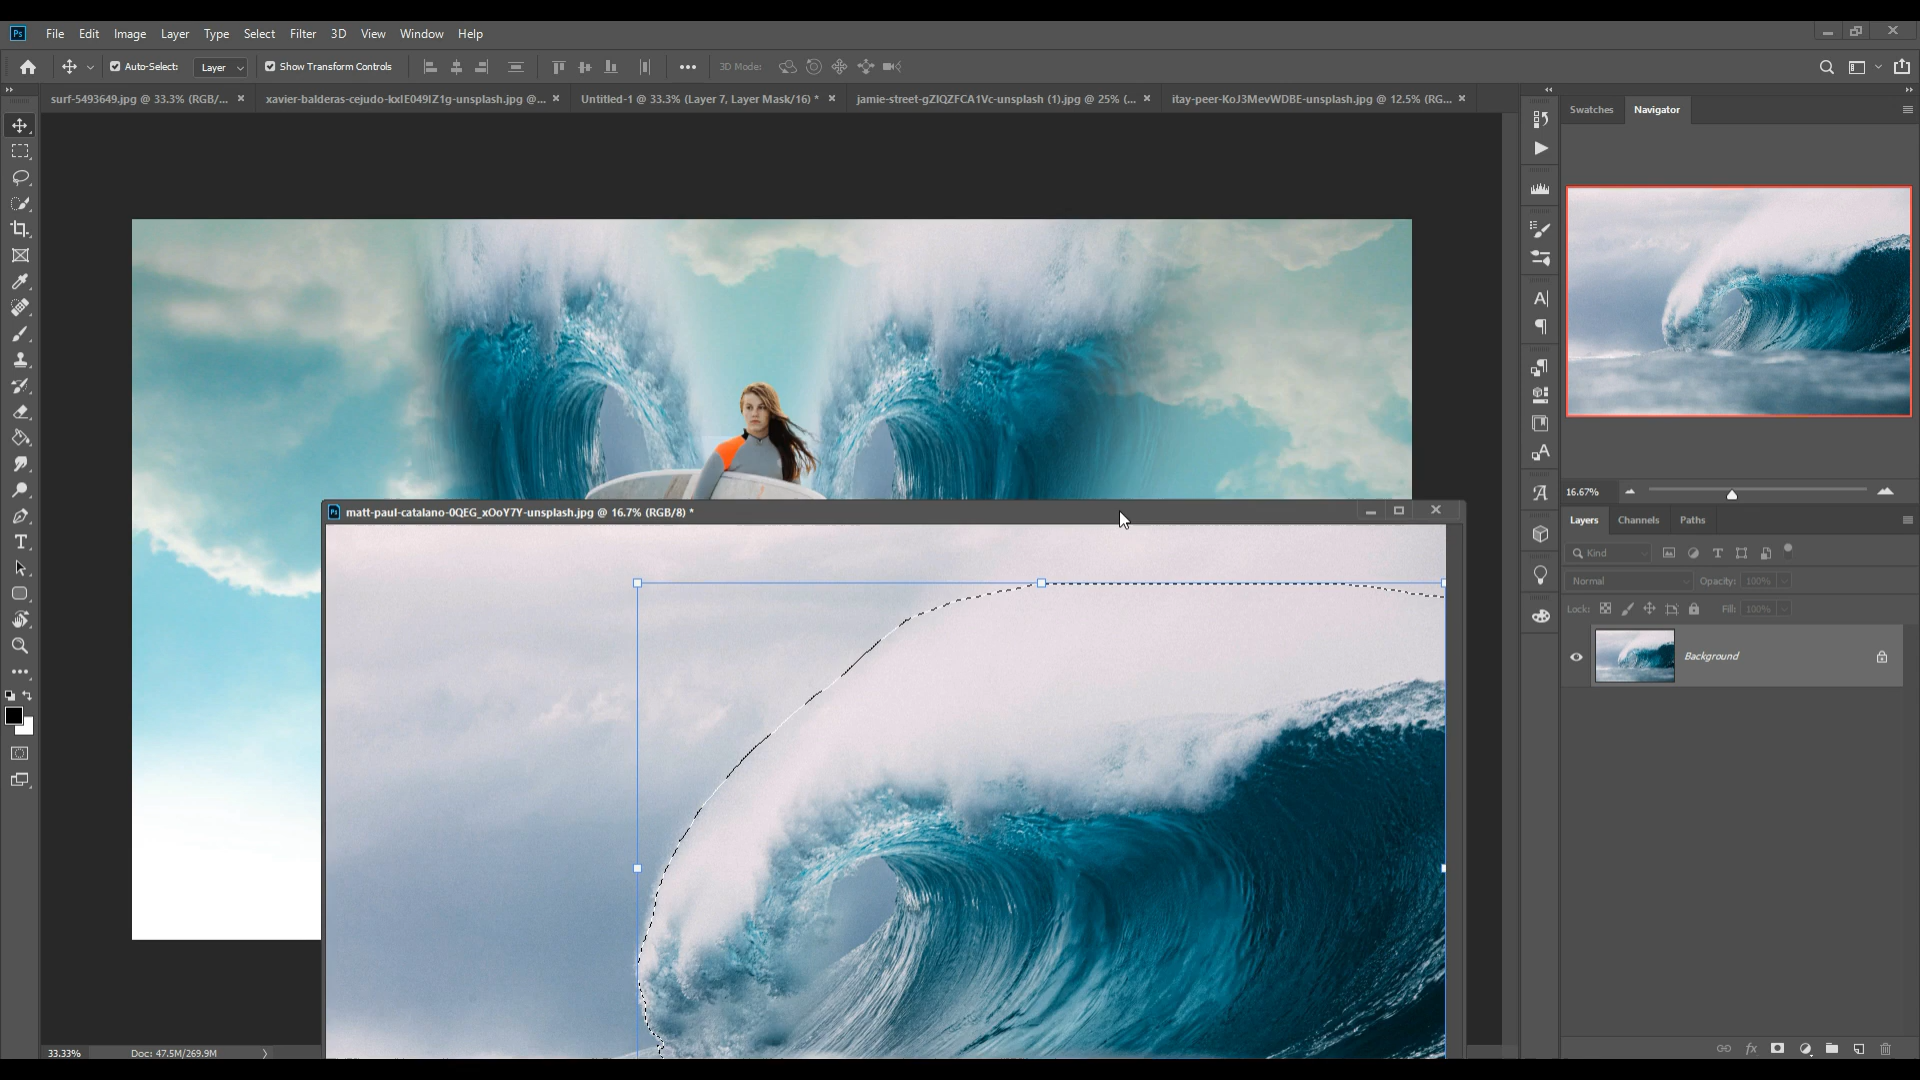 Ps File Edit Image Layer Type Select Filter 3D View Window Help
Auto-Select: Layer Show Transform Controls 3D Mode:
surf-5493649.jpg @ 33.3% (RGB/... xavier-balderas-cejudo-kxIE049IZ1g-unsplash.jpg @... Untitled-1 @ 33.3% (Layer 7, Layer Mask/16) * jamie-street-gZIQZFCA1Vc-unsplash (1).jpg @ 25% (... itay-peer-KoJ3MevWDBE-unsplash.jpg @ 12.5% (RG...
Swatches Navigator
16.67%
Ps matt-paul-catalano-0QEG_xOoY7Y-unsplash.jpg @ 16.7% (RGB/8) *
Layers Channels Paths
Kind
Normal Opacity: 100%
Lock: Fill: 100%
Background
33.33% Doc: 47.5M/269.9M